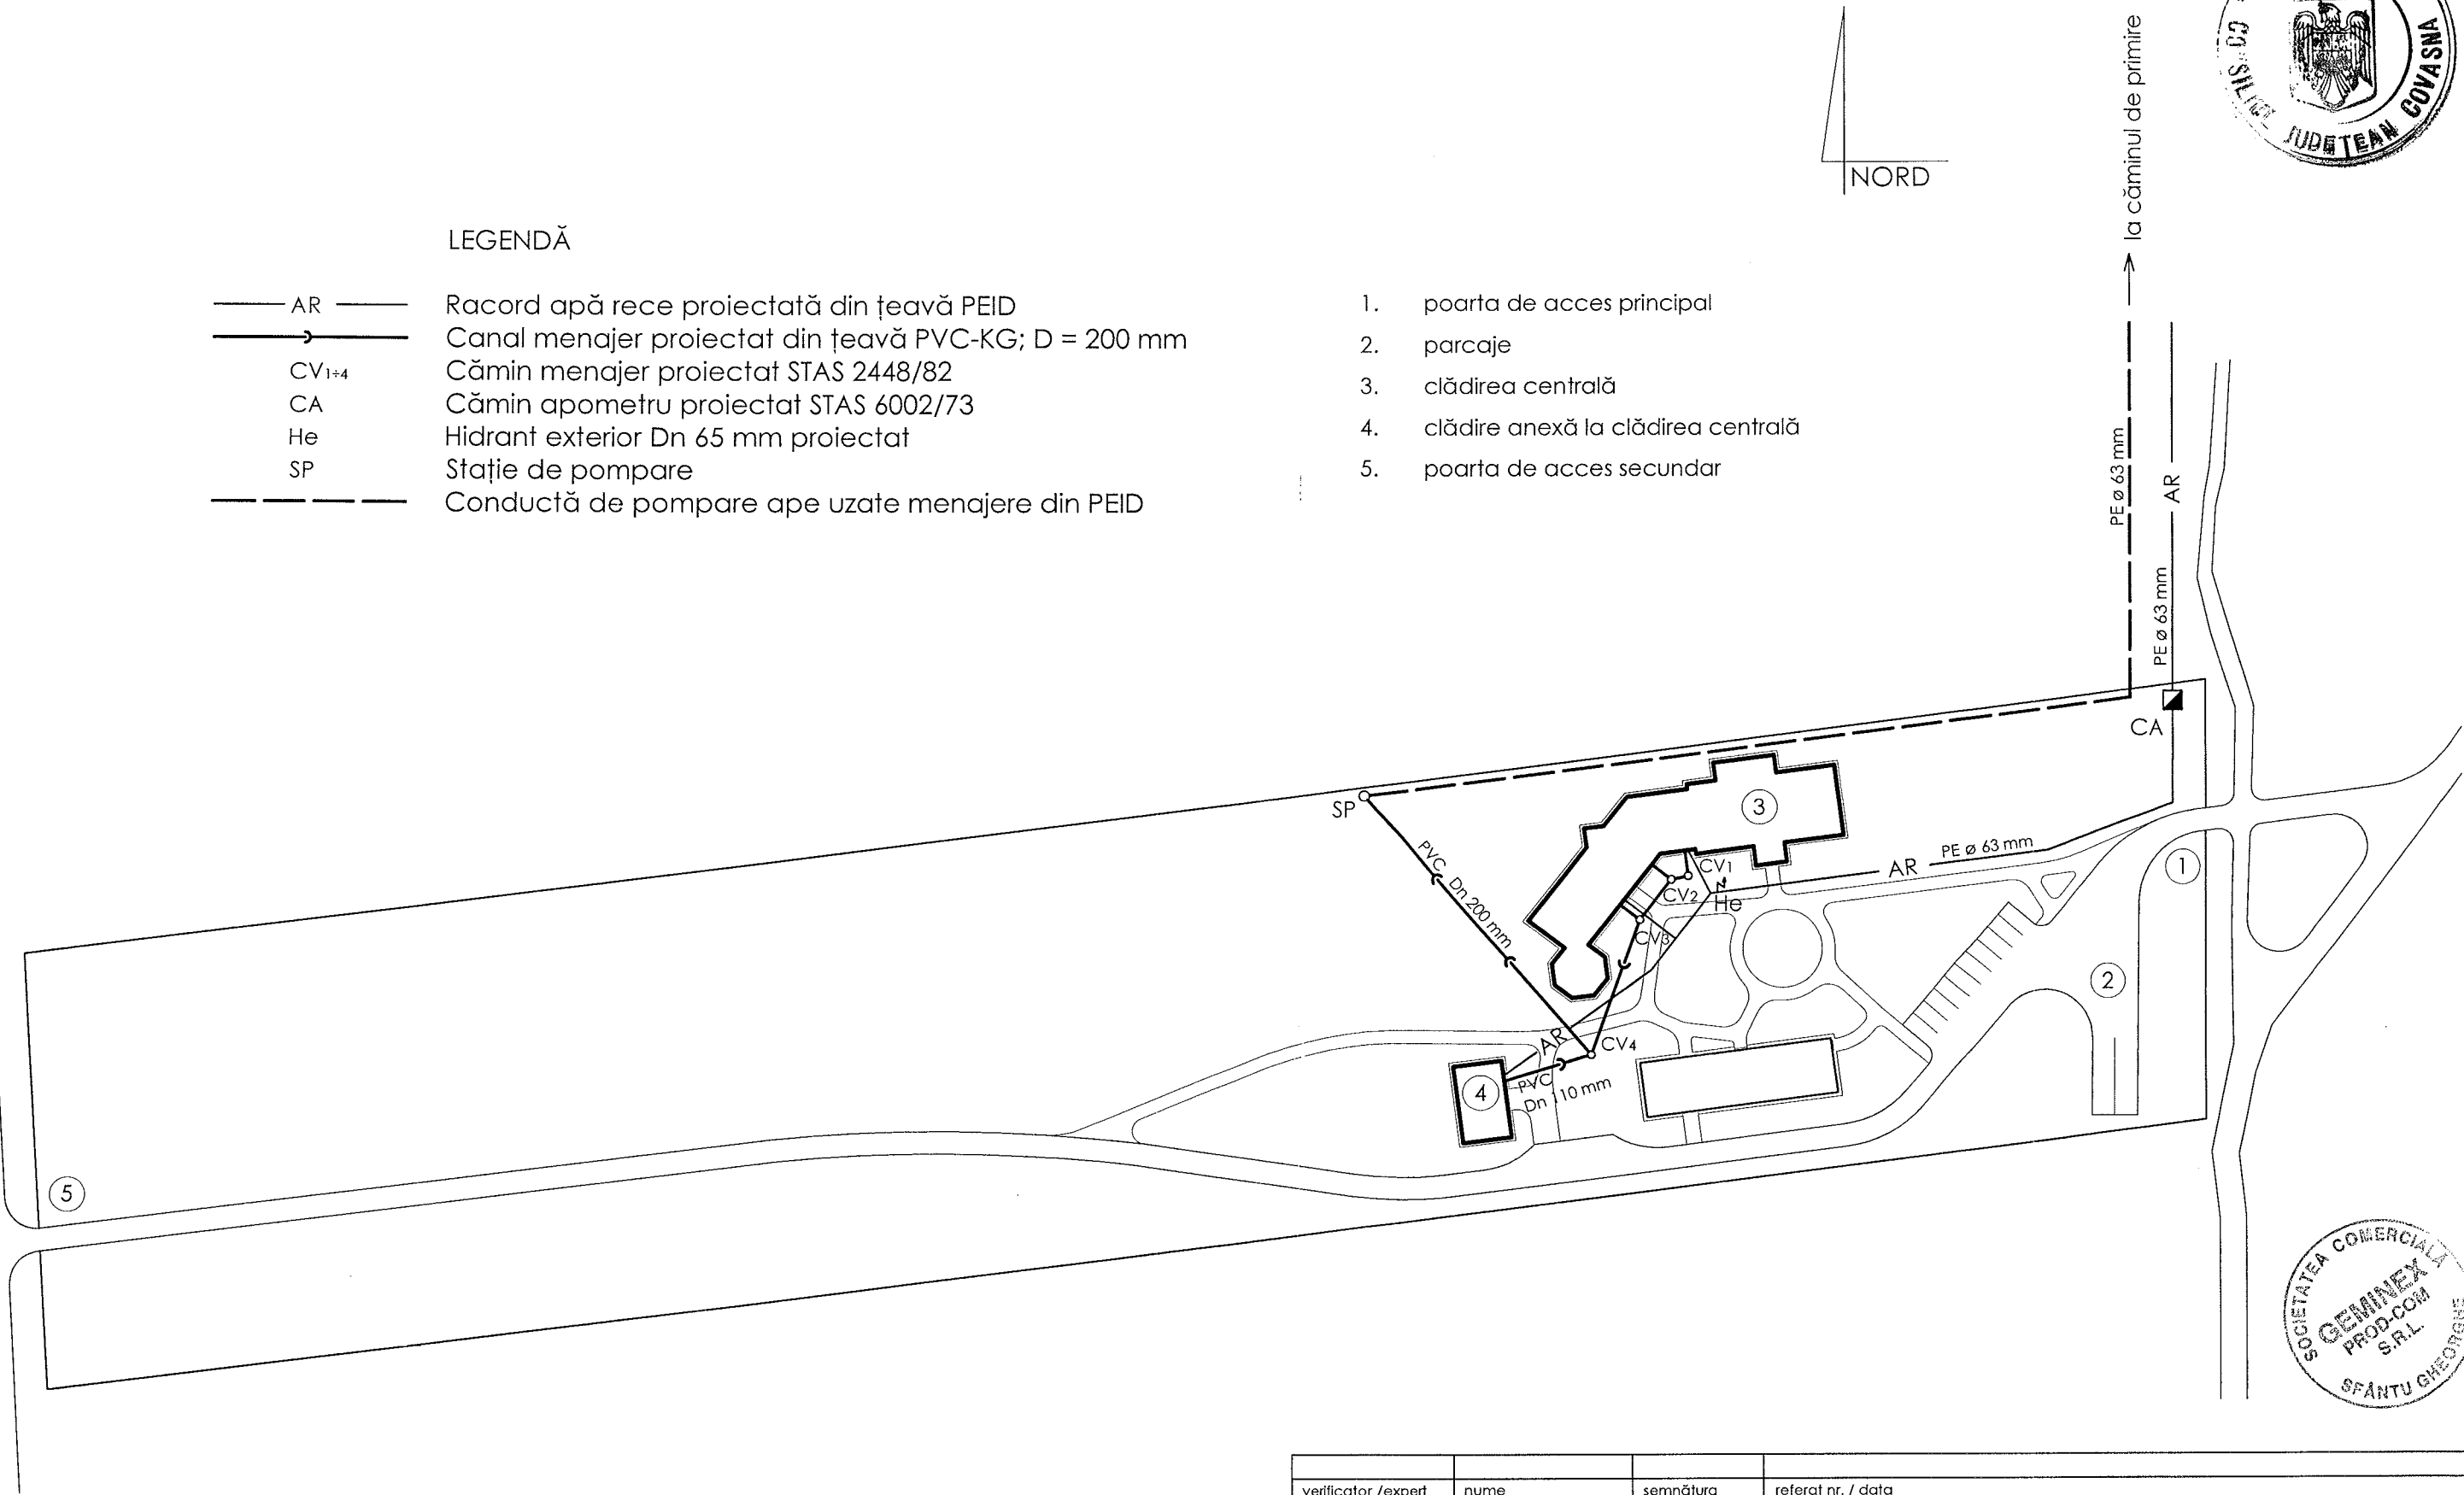 NORD
la căminul de primire
JUDEȚEAN COVASNA
LEGENDĂ
AR Racord apă rece proiectată din țeavă PEID
Canal menajer proiectat din țeavă PVC-KG; D = 200 mm
CV1÷4 Cămin menajer proiectat STAS 2448/82
CA Cămin apometru proiectat STAS 6002/73
He Hidrant exterior Dn 65 mm proiectat
SP Stație de pompare
Conductă de pompare ape uzate menajere din PEID
1. poarta de acces principal
2. parcaje
3. clădirea centrală
4. clădire anexă la clădirea centrală
5. poarta de acces secundar
PE ø 63 mm
AR
PE ø 63 mm
CA
SP
3
PVC Dn 200 mm
CV1
CV2
He
CV3
AR
PE ø 63 mm
1
2
AR
CV4
4
PVC
Dn 110 mm
5
SOCIETATEA COMERCIALĂ
GEMINEX
PROD-COM
S.R.L.
SFÂNTU GHEORGHE
verificator /expert nume semnătura referat nr. / data